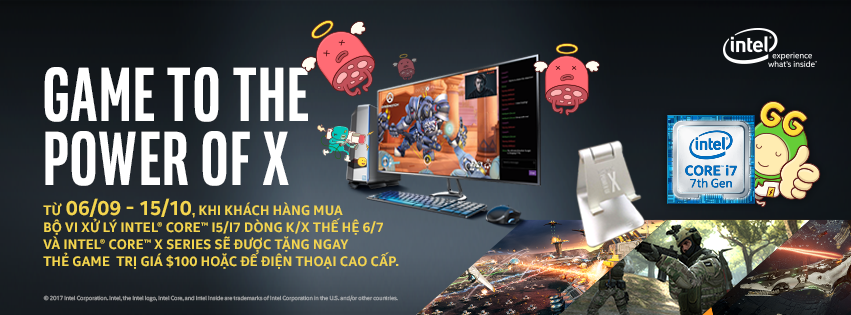 GAME TO THE
POWER OF X
TỪ 06/09 - 15/10, KHI KHÁCH HÀNG MUA
BỘ VI XỬ LÝ INTEL® CORE™ I5/I7 DÒNG K/X THẾ HỆ 6/7
VÀ INTEL® CORE™ X SERIES SẼ ĐƯỢC TẶNG NGAY
THẺ GAME TRỊ GIÁ $100 HOẶC ĐẾ ĐIỆN THOẠI CAO CẤP.
© 2017 Intel Corporation. Intel, the Intel logo, Intel Core, and Intel Inside are trademarks of Intel Corporation in the U.S. and/or other countries.
intel®
experience
what's inside™
X
intel®
CORE™ i7
7th Gen
GG